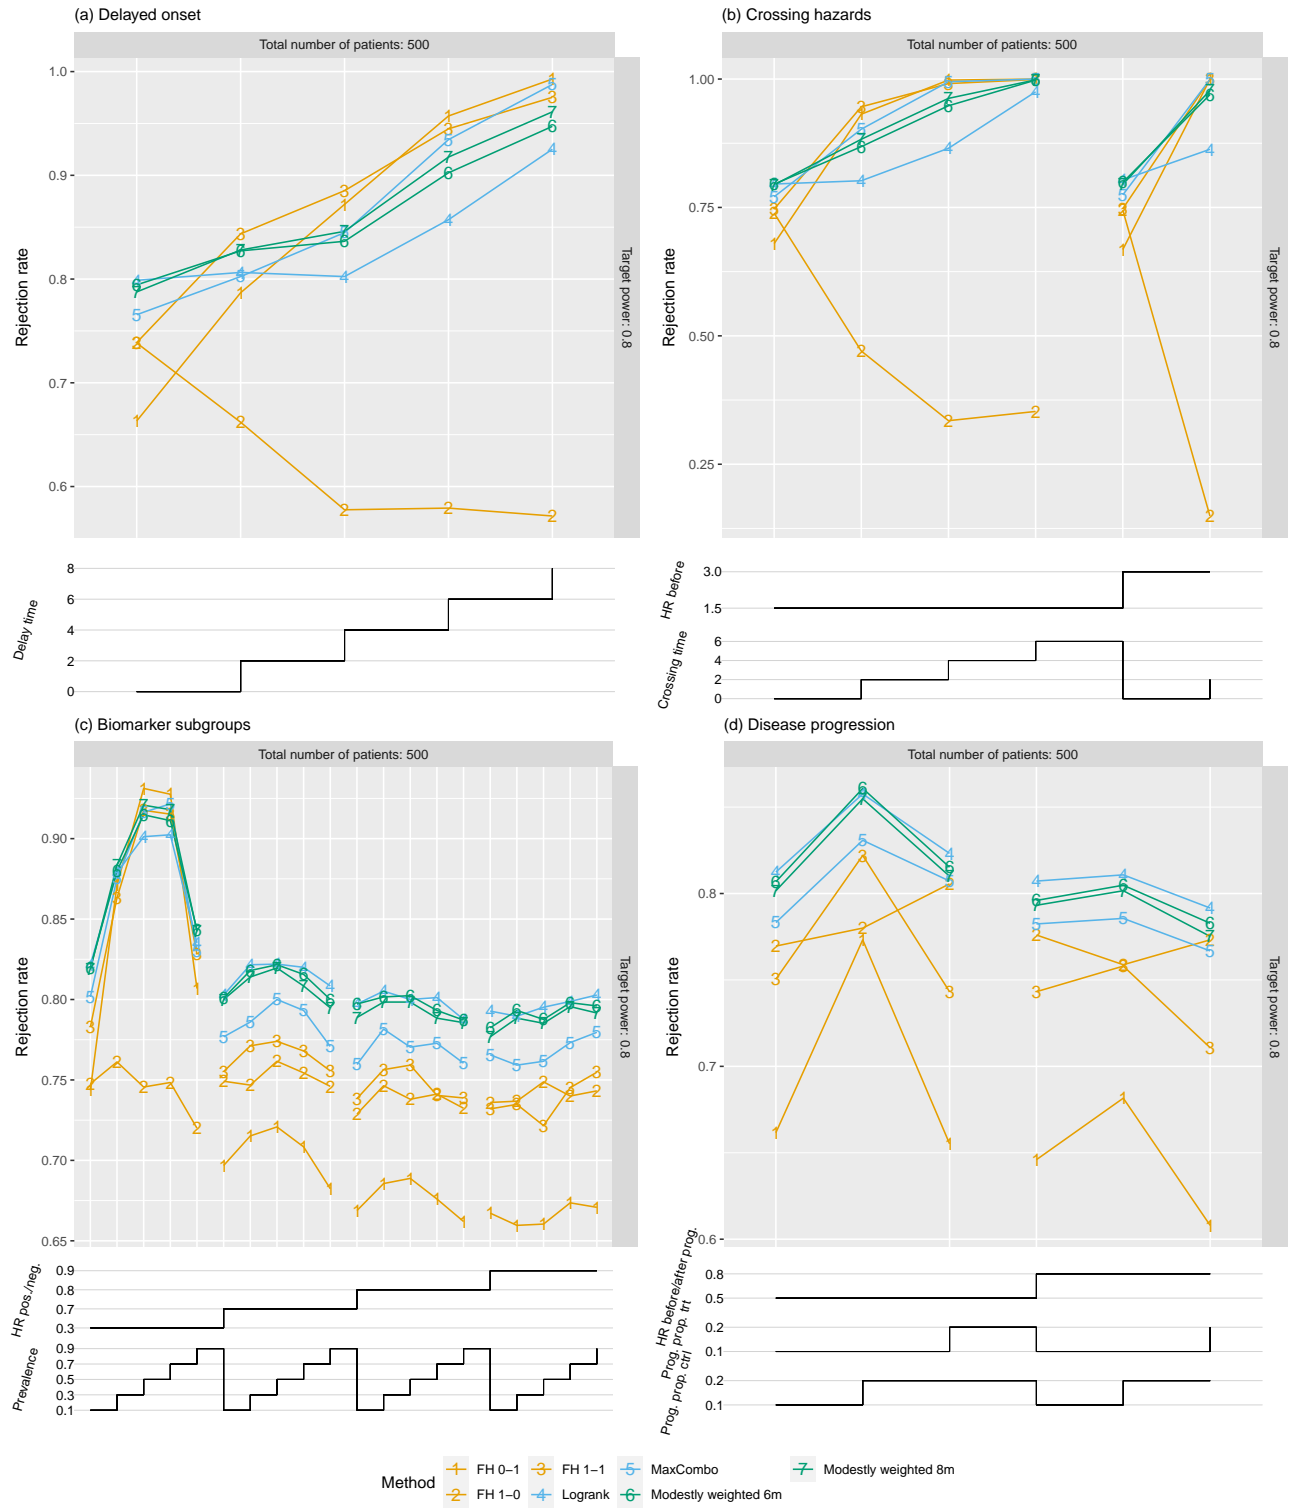 (a) Delayed onset
Total number of patients: 500
1.0
0.9
0.8
0.7
0.6
Rejection rate
Target power: 0.8
8
6
4
2
0
Delay time
(b) Crossing hazards
Total number of patients: 500
1.00
0.75
0.50
0.25
Rejection rate
Target power: 0.8
3.0
1.5
HR before
6
4
2
0
Crossing time
(c) Biomarker subgroups
Total number of patients: 500
0.90
0.85
0.80
0.75
0.70
0.65
Rejection rate
Target power: 0.8
0.9
0.8
0.7
0.3
HR pos./neg.
0.9
0.7
0.5
0.3
0.1
Prevalence
(d) Disease progression
Total number of patients: 500
0.8
0.7
0.6
Rejection rate
Target power: 0.8
0.8
0.5
HR before/after prog.
0.2
0.1
Prog. prop. trt
0.2
0.1
Prog. prop. ctrl
Method
1 FH 0−1
3 FH 1−1
5 MaxCombo
7 Modestly weighted 8m
2 FH 1−0
4 Logrank
6 Modestly weighted 6m